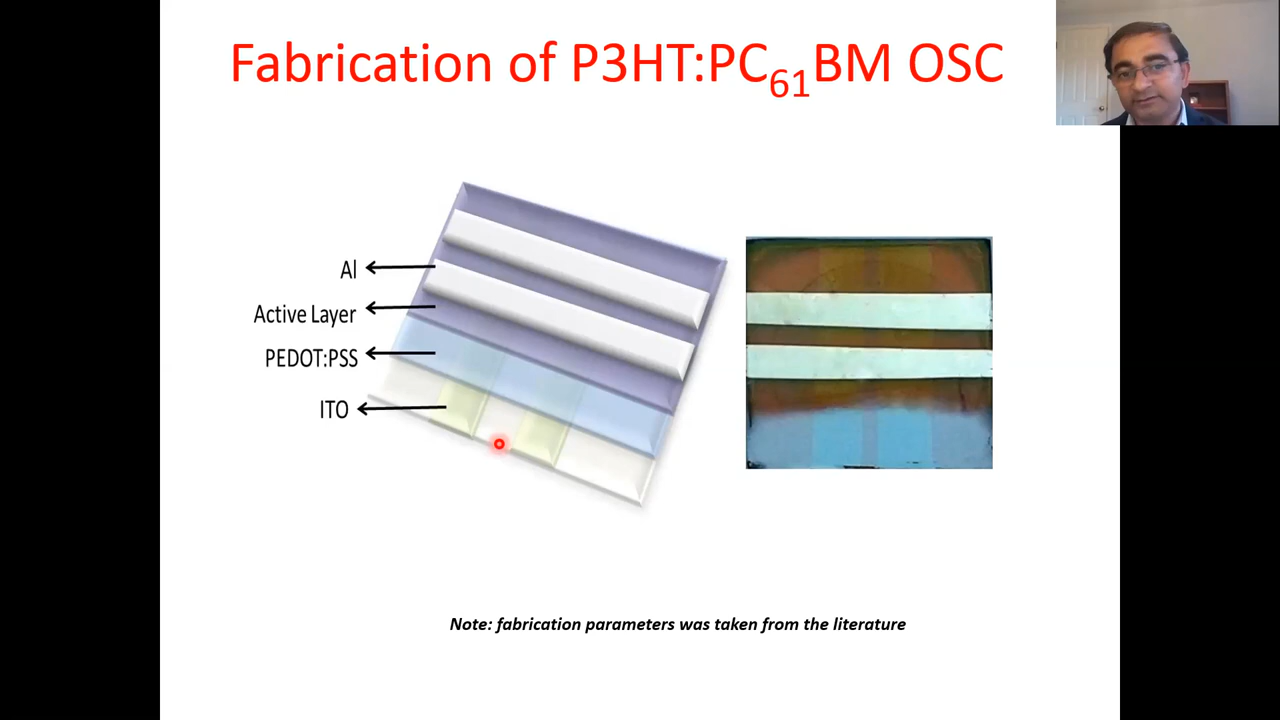 Fabrication of P3HT:PC₆₁BM OSC
Al
Active Layer
PEDOT:PSS
ITO
Note: fabrication parameters was taken from the literature